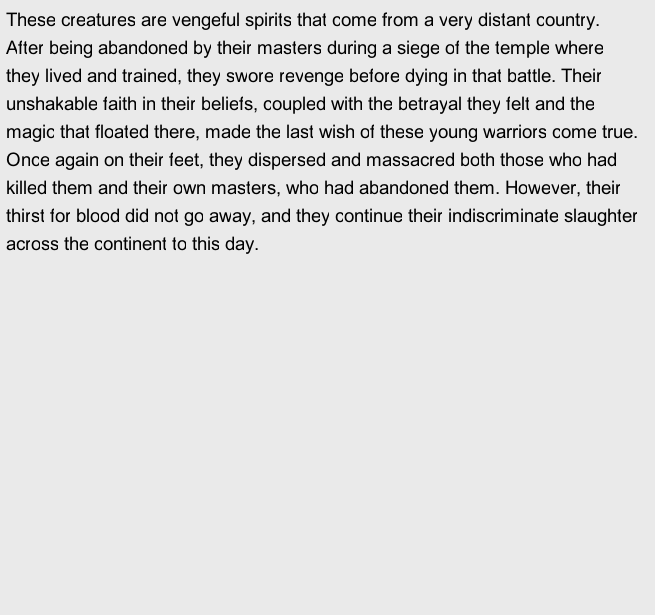 These creatures are vengeful spirits that come from a very distant country.
After being abandoned by their masters during a siege of the temple where
they lived and trained, they swore revenge before dying in that battle. Their
unshakable faith in their beliefs, coupled with the betrayal they felt and the
magic that floated there, made the last wish of these young warriors come true.
Once again on their feet, they dispersed and massacred both those who had
killed them and their own masters, who had abandoned them. However, their
thirst for blood did not go away, and they continue their indiscriminate slaughter
across the continent to this day.